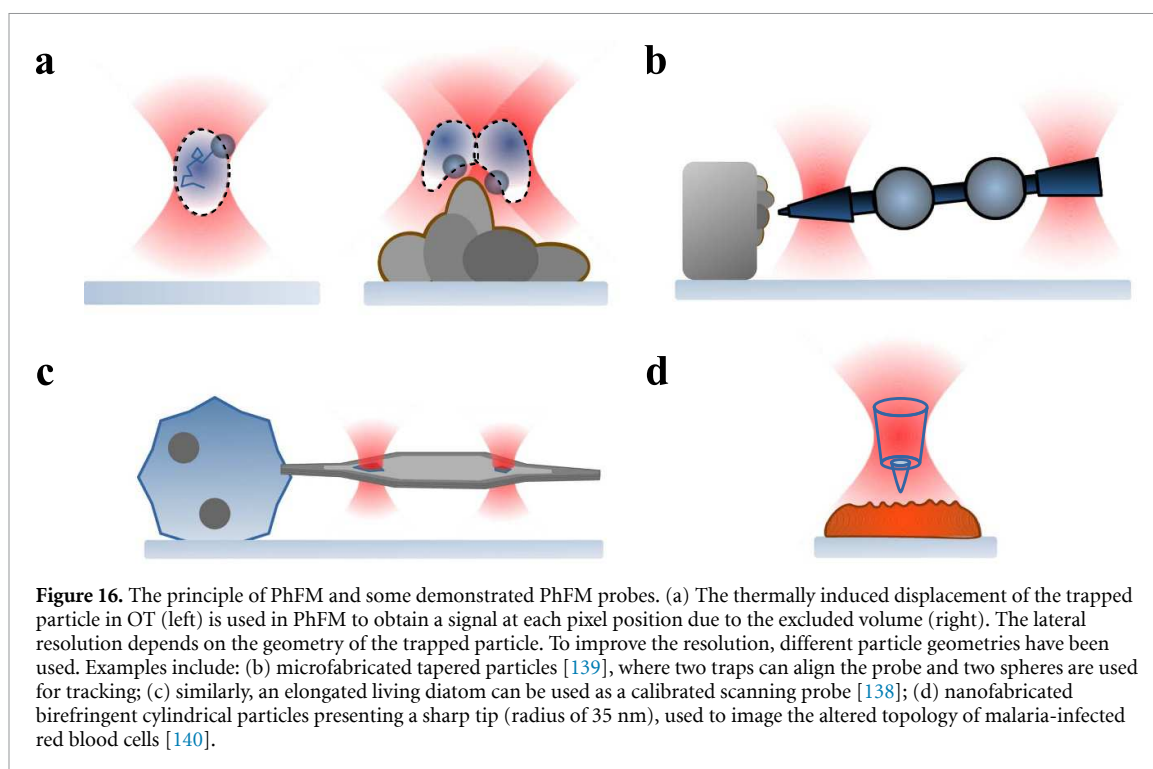 a
b
c
d
Figure 16. The principle of PhFM and some demonstrated PhFM probes. (a) The thermally induced displacement of the trapped
particle in OT (left) is used in PhFM to obtain a signal at each pixel position due to the excluded volume (right). The lateral
resolution depends on the geometry of the trapped particle. To improve the resolution, different particle geometries have been
used. Examples include: (b) microfabricated tapered particles [139], where two traps can align the probe and two spheres are used
for tracking; (c) similarly, an elongated living diatom can be used as a calibrated scanning probe [138]; (d) nanofabricated
birefringent cylindrical particles presenting a sharp tip (radius of 35 nm), used to image the altered topology of malaria-infected
red blood cells [140].